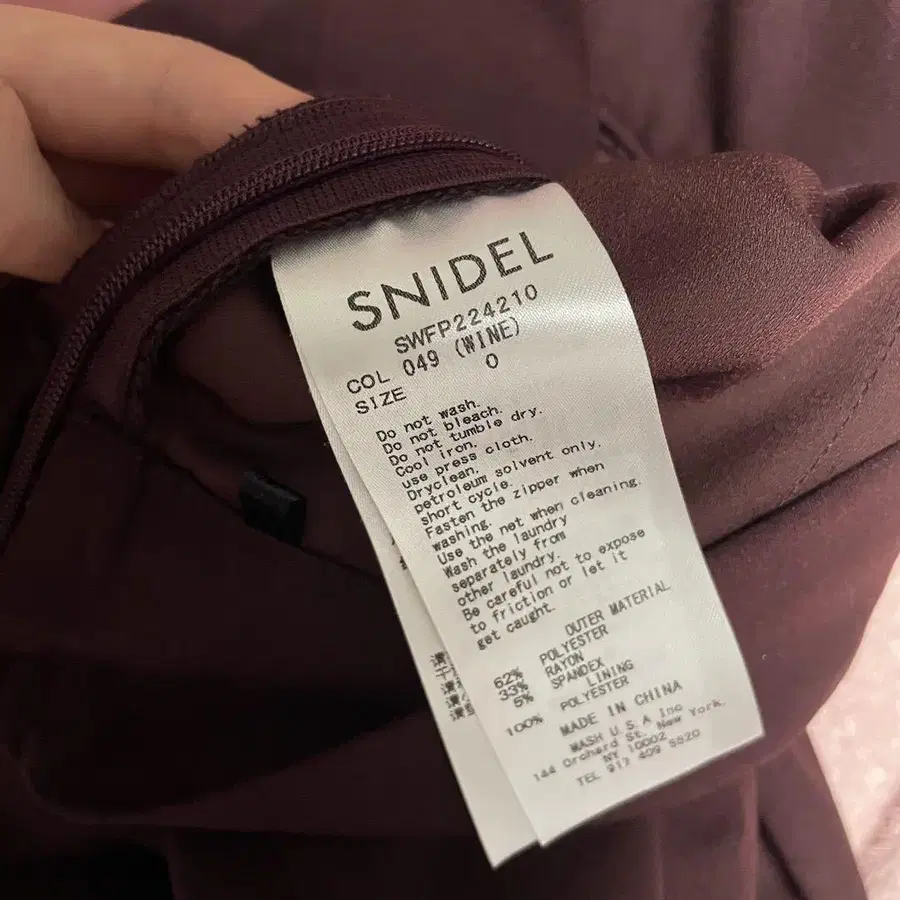 SNIDEL
SWFP224210
COL 049 (WINE)
SIZE 0
Do not wash.
Do not bleach.
Do not tumble dry.
Cool iron.
use press cloth.
Dryclean.
petroleum solvent only.
short cycle.
Fasten the zipper when
washing.
Use the net when cleaning.
Wash the laundry
separately from
other laundry.
Be careful not to expose
to friction or let it
get caught.
OUTER MATERIAL
62% POLYESTER
33% RAYON
5% SPANDEX
LINING
100% POLYESTER
MADE IN CHINA
MASH U.S.A Inc
144 Orchard St. New York.
NY 10002
TEL 917 409 5520